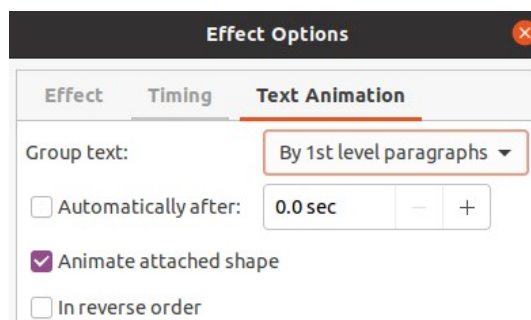 Effect Options
Effect Timing Text Animation
Group text: By 1st level paragraphs
Automatically after: 0.0 sec
Animate attached shape
In reverse order